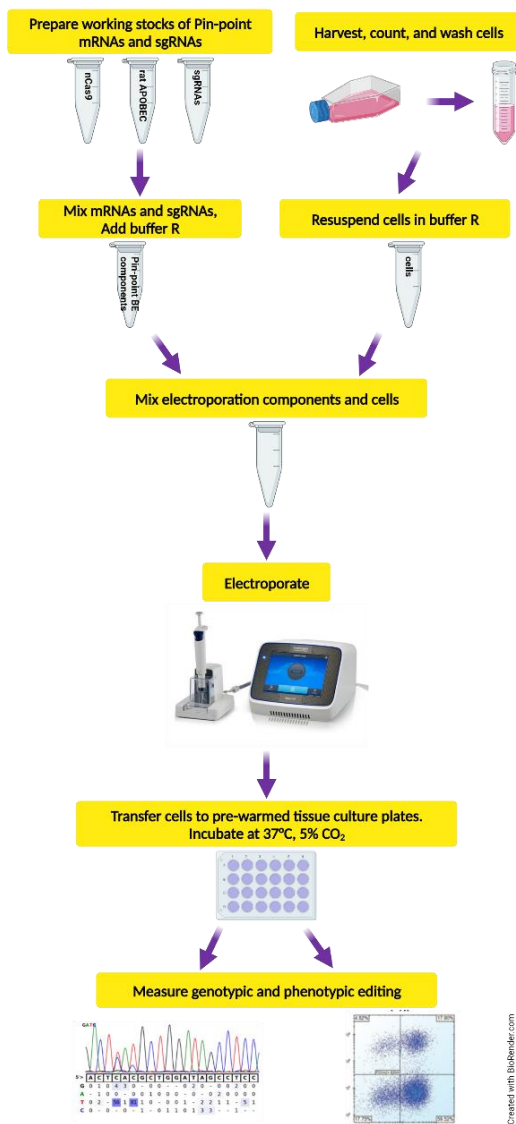 Prepare working stocks of Pin-point
mRNAs and sgRNAs
Harvest, count, and wash cells
nCas9
rat APOBEC
sgRNAs
Mix mRNAs and sgRNAs,
Add buffer R
Resuspend cells in buffer R
Pin-point BE
components
cells
Mix electroporation components and cells
Electroporate
Transfer cells to pre-warmed tissue culture plates.
Incubate at 37°C, 5% CO₂
Measure genotypic and phenotypic editing
5'> A C T C A C G C T G G A T A G C C T C C
Created with BioRender.com